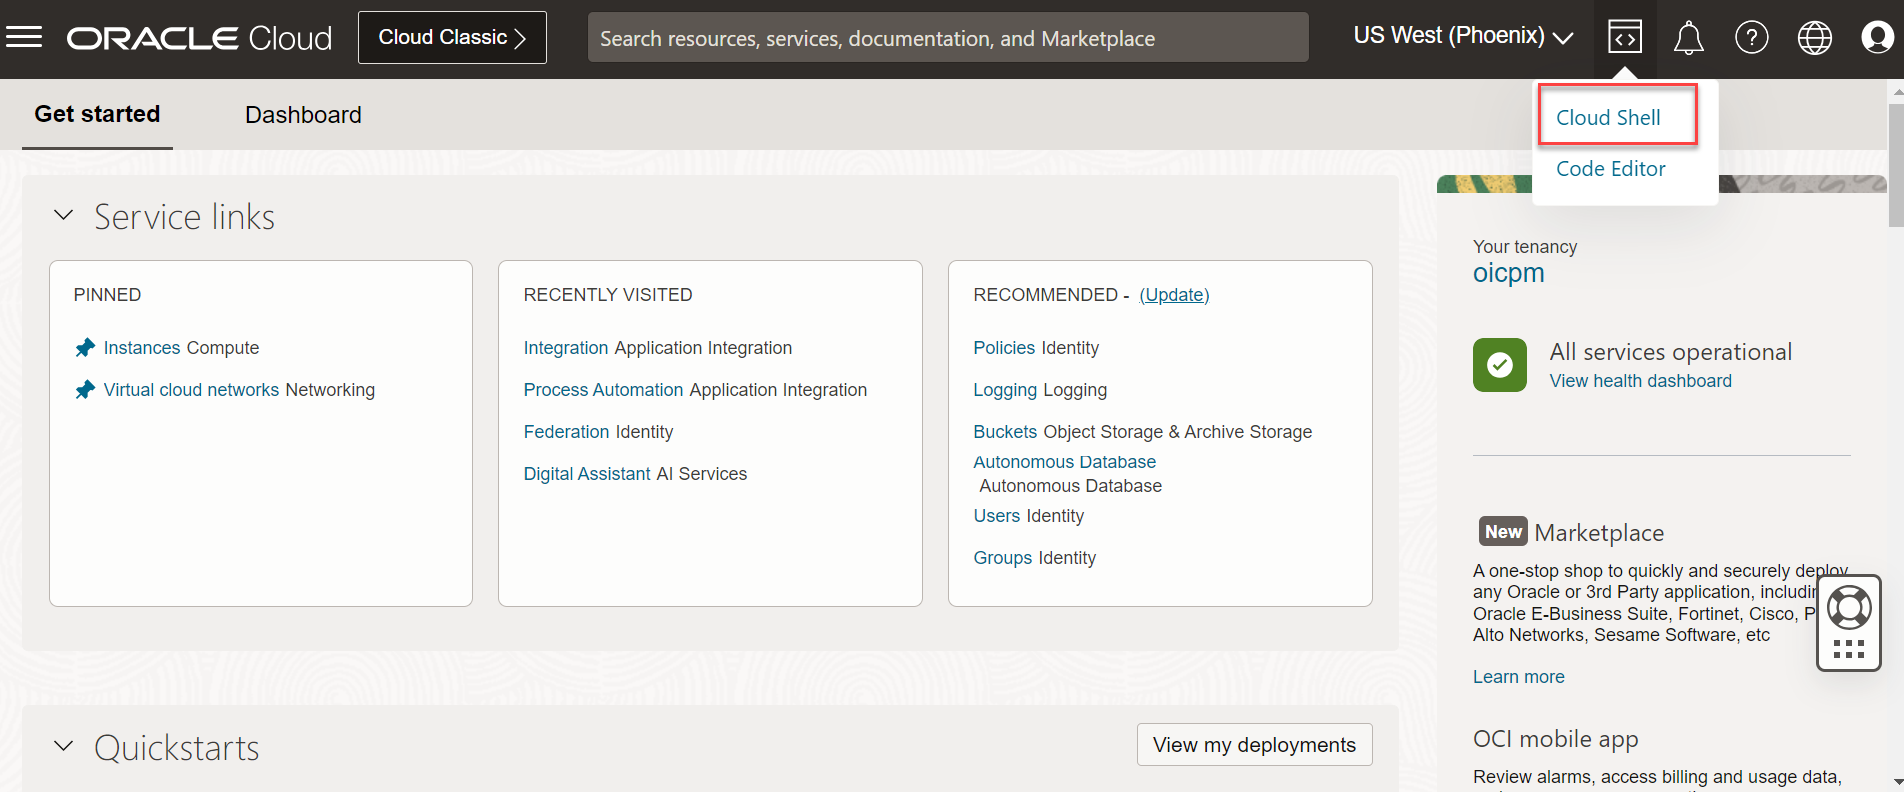 ORACLE Cloud
Cloud Classic
Search resources, services, documentation, and Marketplace
US West (Phoenix)
Get started
Dashboard
Cloud Shell
Code Editor
Service links
PINNED
Instances Compute
Virtual cloud networks Networking
RECENTLY VISITED
Integration Application Integration
Process Automation Application Integration
Federation Identity
Digital Assistant AI Services
RECOMMENDED - (Update)
Policies Identity
Logging Logging
Buckets Object Storage & Archive Storage
Autonomous Database
Autonomous Database
Users Identity
Groups Identity
Your tenancy
oicpm
All services operational
View health dashboard
New Marketplace
A one-stop shop to quickly and securely deploy
any Oracle or 3rd Party application,
Oracle E-Business Suite, Fortinet, Cisco,
Alto Networks, Sesame Software, etc
Learn more
Quickstarts
View my deployments
OCI mobile app
Review alarms, access billing and usage data,